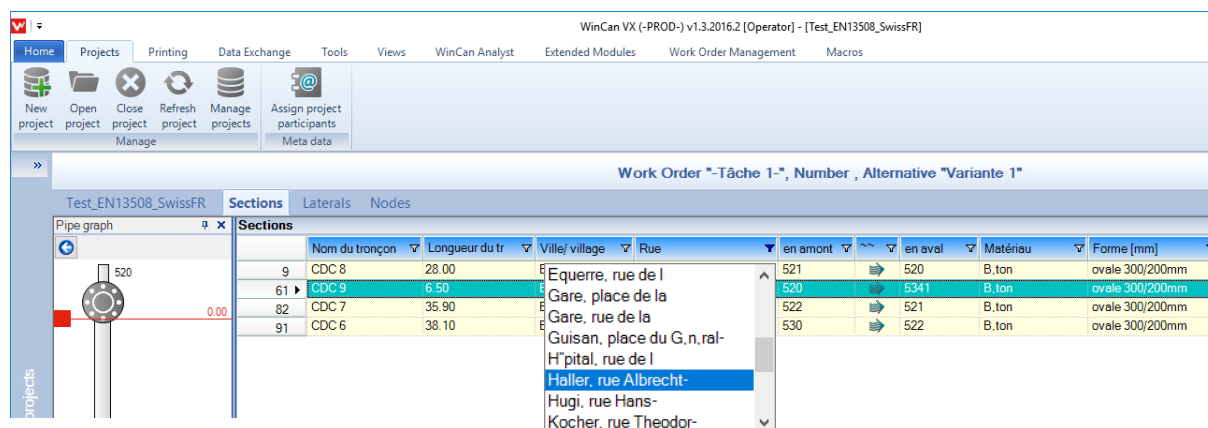 WinCan VX (-PROD-) v1.3.2016.2 [Operator] - [Test_EN13508_SwissFR]
Home Projects Printing Data Exchange Tools Views WinCan Analyst Extended Modules Work Order Management Macros
New project Open project Close project Refresh project Manage projects Assign project participants
Manage Meta data
» Work Order "-Tâche 1-", Number , Alternative "Variante 1"
Test_EN13508_SwissFR Sections Laterals Nodes
Pipe graph Sections
Nom du tronçon Longueur du tr Ville/ village Rue en amont ~~ en aval Matériau Forme [mm]
9 CDC 8 28.00 521 520 B,ton ovale 300/200mm
61 CDC 9 6.50 520 5341 B,ton ovale 300/200mm
82 CDC 7 35.90 522 521 B,ton ovale 300/200mm
91 CDC 6 38.10 530 522 B,ton ovale 300/200mm
Equerre, rue de l
Gare, place de la
Gare, rue de la
Guisan, place du G,n,ral-
H"pital, rue de l
Haller, rue Albrecht-
Hugi, rue Hans-
Kocher, rue Theodor-
520
0.00
projects